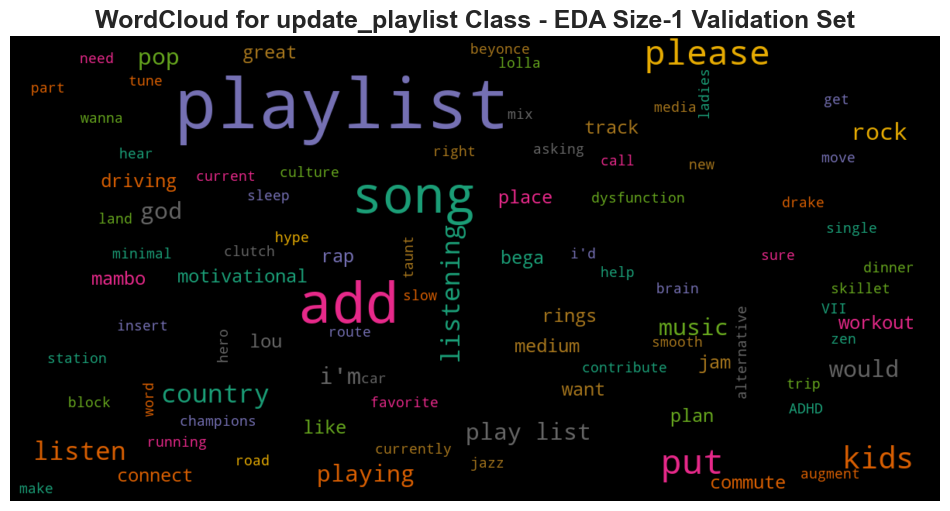 WordCloud for update_playlist Class - EDA Size-1 Validation Set
need
pop
great
beyonce
lolla
please
part
tune
playlist
mix
media
ladies
get
wanna
track
rock
hear
right
asking
call
new
move
driving
current
culture
sleep
song
place
dysfunction
drake
land
god
hype
single
minimal
clutch
rap
taunt
listening
bega
i'd
sure
mambo
motivational
help
dinner
add
slow
brain
skillet
insert
route
rings
VII
workout
station
hero
lou
medium
music
smooth
alternative
zen
i'm
car
contribute
jam
would
block
word
country
favorite
want
trip
champions
like
plan
ADHD
running
currently
play list
listen
road
jazz
put
kids
make
connect
playing
commute
augment